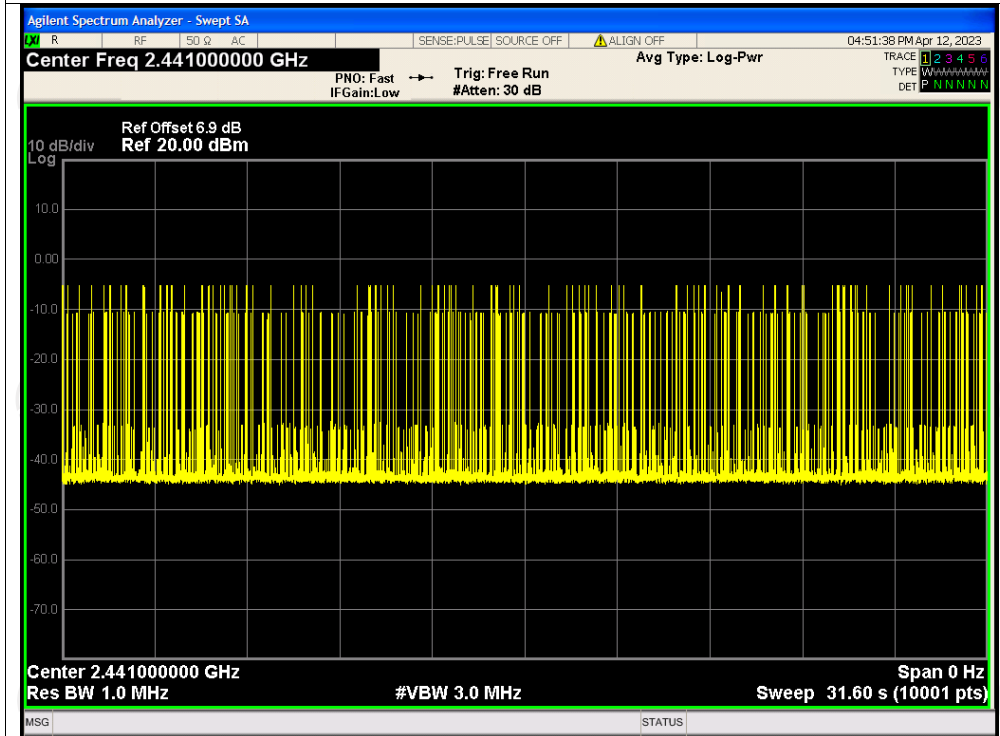 Agilent Spectrum Analyzer - Swept SA
LXI R RF 50 Ω AC SENSE:PULSE SOURCE OFF ALIGN OFF 04:51:38 PM Apr 12, 2023
Center Freq 2.441000000 GHz Avg Type: Log-Pwr TRACE 1 2 3 4 5 6
PNO: Fast Trig: Free Run TYPE WWWWWW
IFGain:Low #Atten: 30 dB DET P N N N N N
Ref Offset 6.9 dB
10 dB/div Ref 20.00 dBm
Log
10.0
0.00
-10.0
-20.0
-30.0
-40.0
-50.0
-60.0
-70.0
Center 2.441000000 GHz Span 0 Hz
Res BW 1.0 MHz #VBW 3.0 MHz Sweep 31.60 s (10001 pts)
MSG STATUS